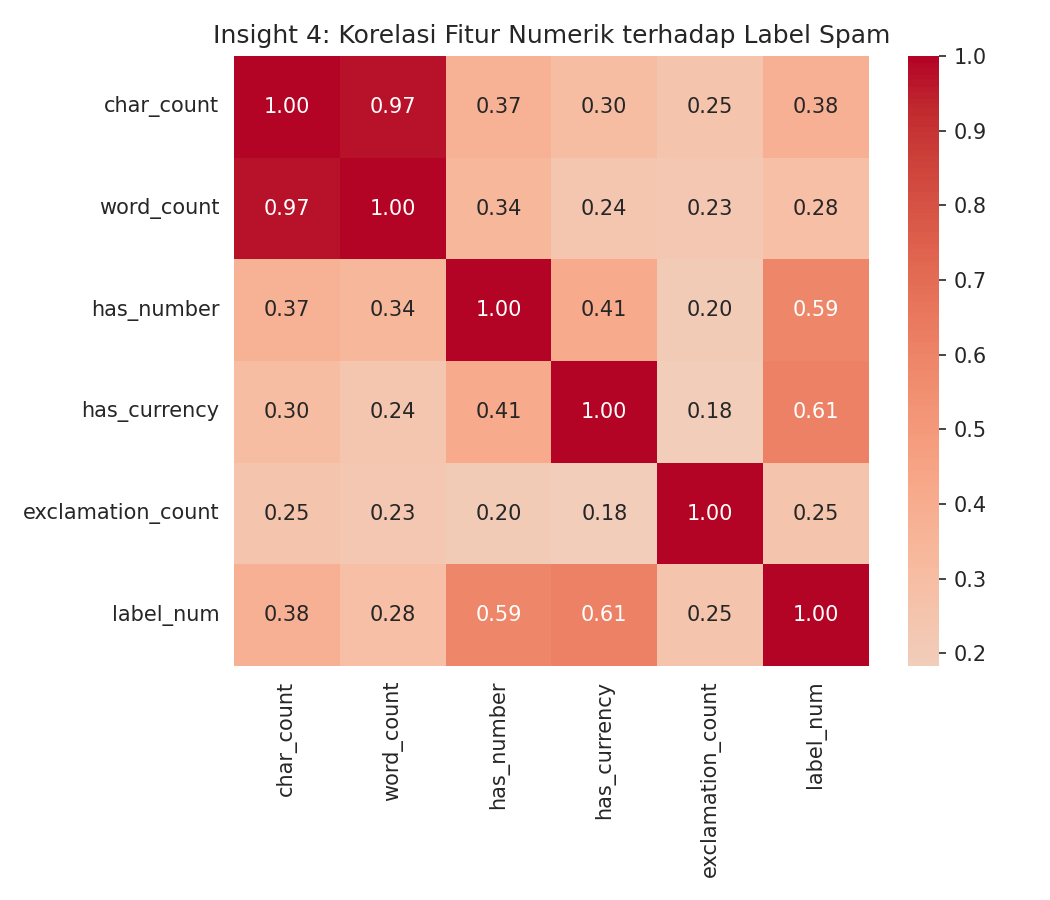 Insight 4: Korelasi Fitur Numerik terhadap Label Spam
char_count 1.00 0.97 0.37 0.30 0.25 0.38
word_count 0.97 1.00 0.34 0.24 0.23 0.28
has_number 0.37 0.34 1.00 0.41 0.20 0.59
has_currency 0.30 0.24 0.41 1.00 0.18 0.61
exclamation_count 0.25 0.23 0.20 0.18 1.00 0.25
label_num 0.38 0.28 0.59 0.61 0.25 1.00
char_count
word_count
has_number
has_currency
exclamation_count
label_num
1.0
0.9
0.8
0.7
0.6
0.5
0.4
0.3
0.2